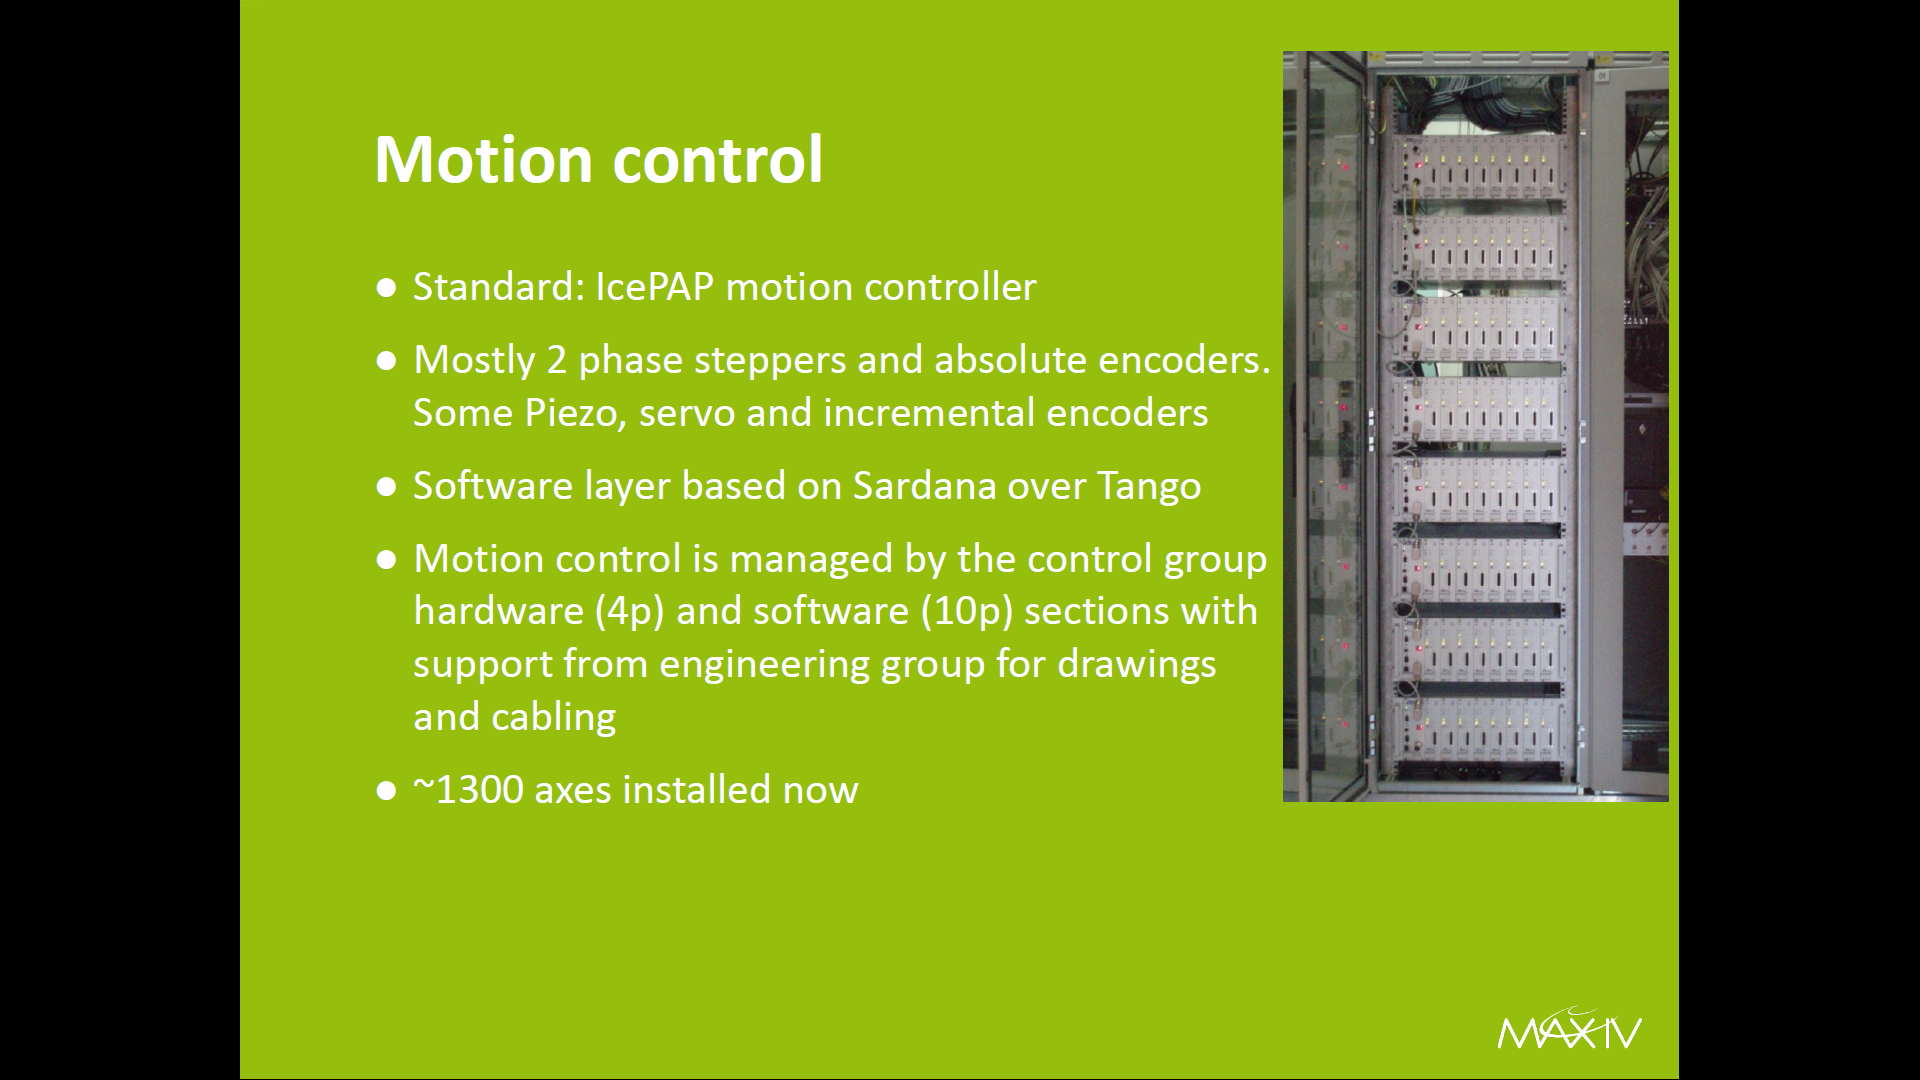 Motion control
● Standard: IcePAP motion controller
● Mostly 2 phase steppers and absolute encoders.
Some Piezo, servo and incremental encoders
● Software layer based on Sardana over Tango
● Motion control is managed by the control group
hardware (4p) and software (10p) sections with
support from engineering group for drawings
and cabling
● ~1300 axes installed now
01
MAX IV